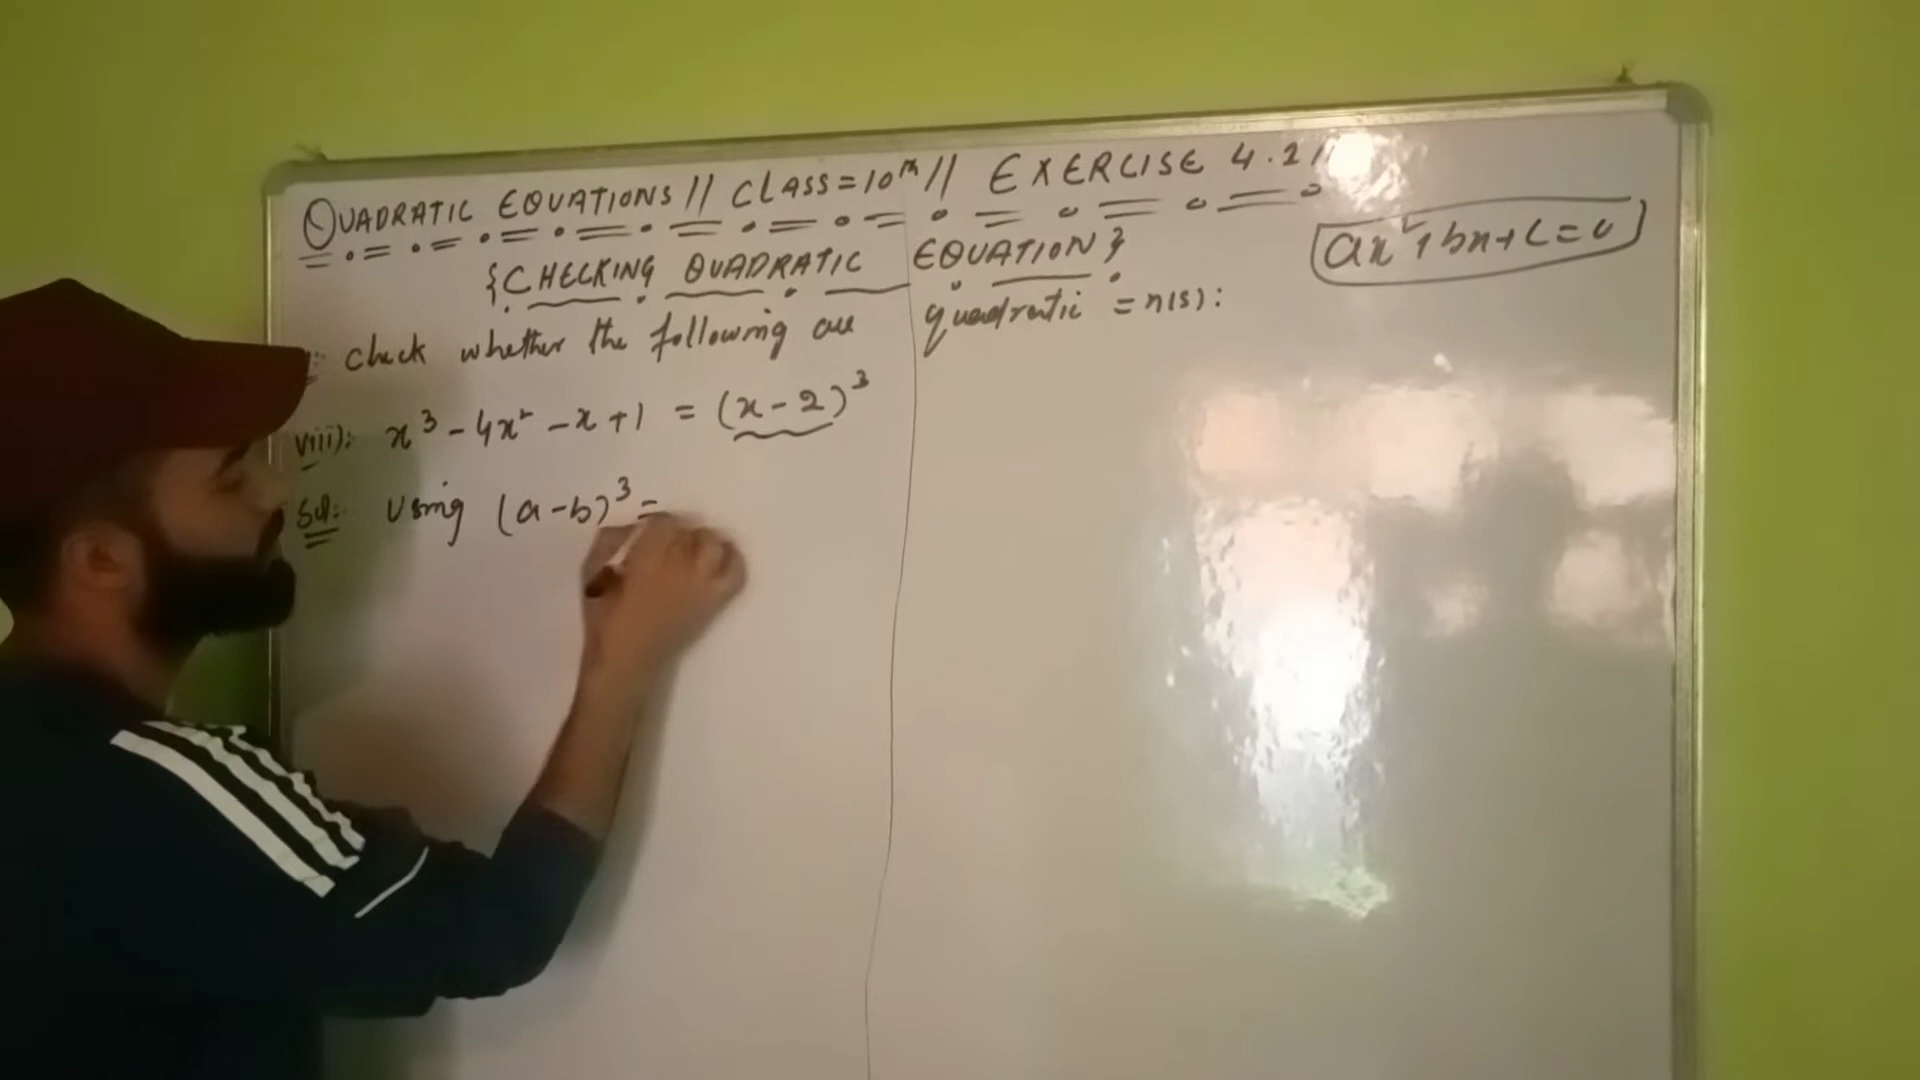 QUADRATIC EQUATIONS // CLASS = 10th // EXERCISE 4.2//
{CHECKING QUADRATIC EQUATION}
ax²+bx+c=0
check whether the following are quadratic =n(s):
viii): x³ - 4x² - x + 1 = (x - 2)³
Sol: Using (a-b)³ =